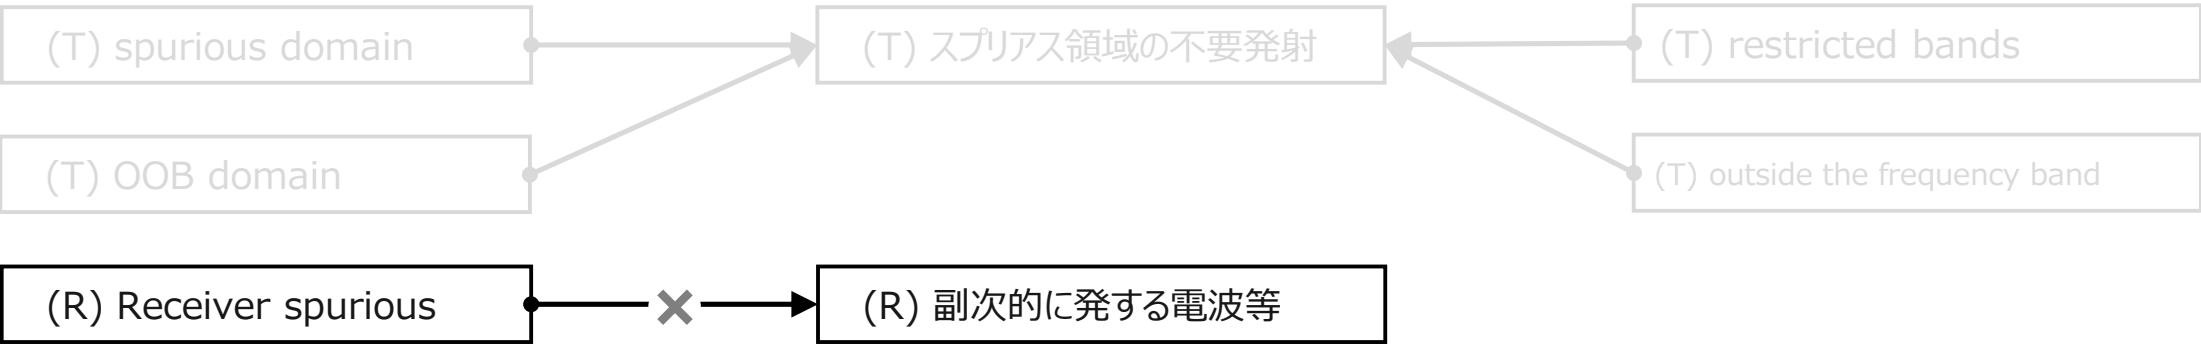 (T) spurious domain
(T) スプリアス領域の不要発射
(T) restricted bands
(T) OOB domain
(T) outside the frequency band
(R) Receiver spurious
(R) 副次的に発する電波等